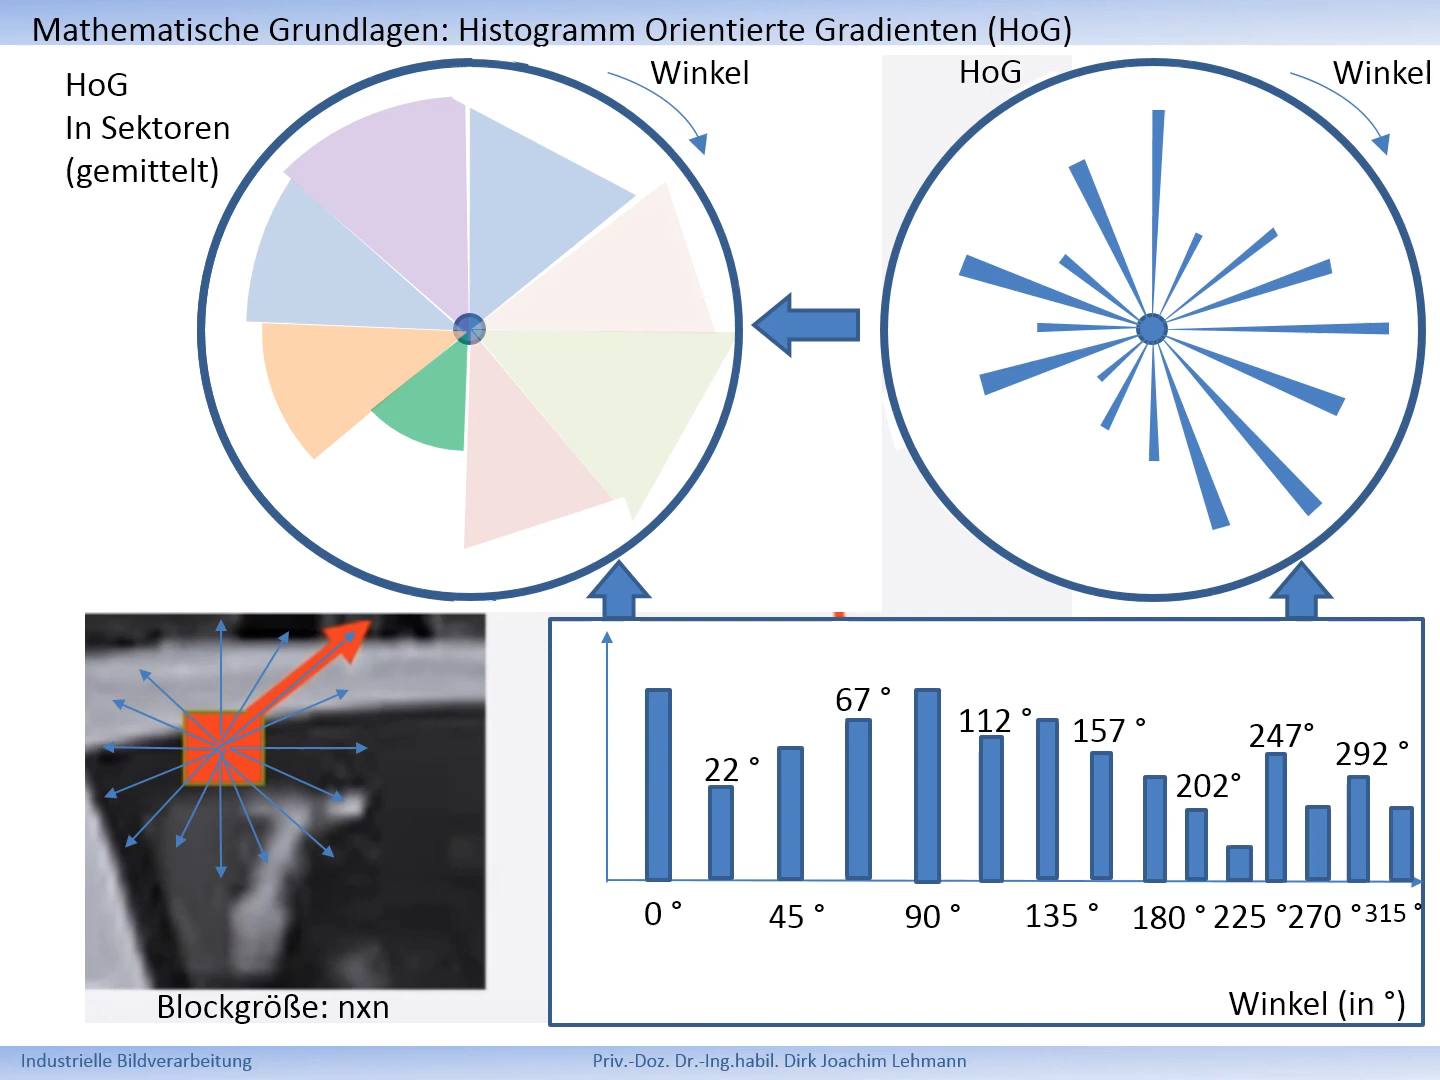 Mathematische Grundlagen: Histogramm Orientierte Gradienten (HoG)
HoG
In Sektoren
(gemittelt)
Winkel
HoG
Winkel
Blockgröße: nxn
67 °
22 °
112 °
157 °
202°
247°
292 °
0 °
45 °
90 °
135 °
180 °
225 °
270 °
315 °
Winkel (in °)
Industrielle Bildverarbeitung
Priv.-Doz. Dr.-Ing.habil. Dirk Joachim Lehmann